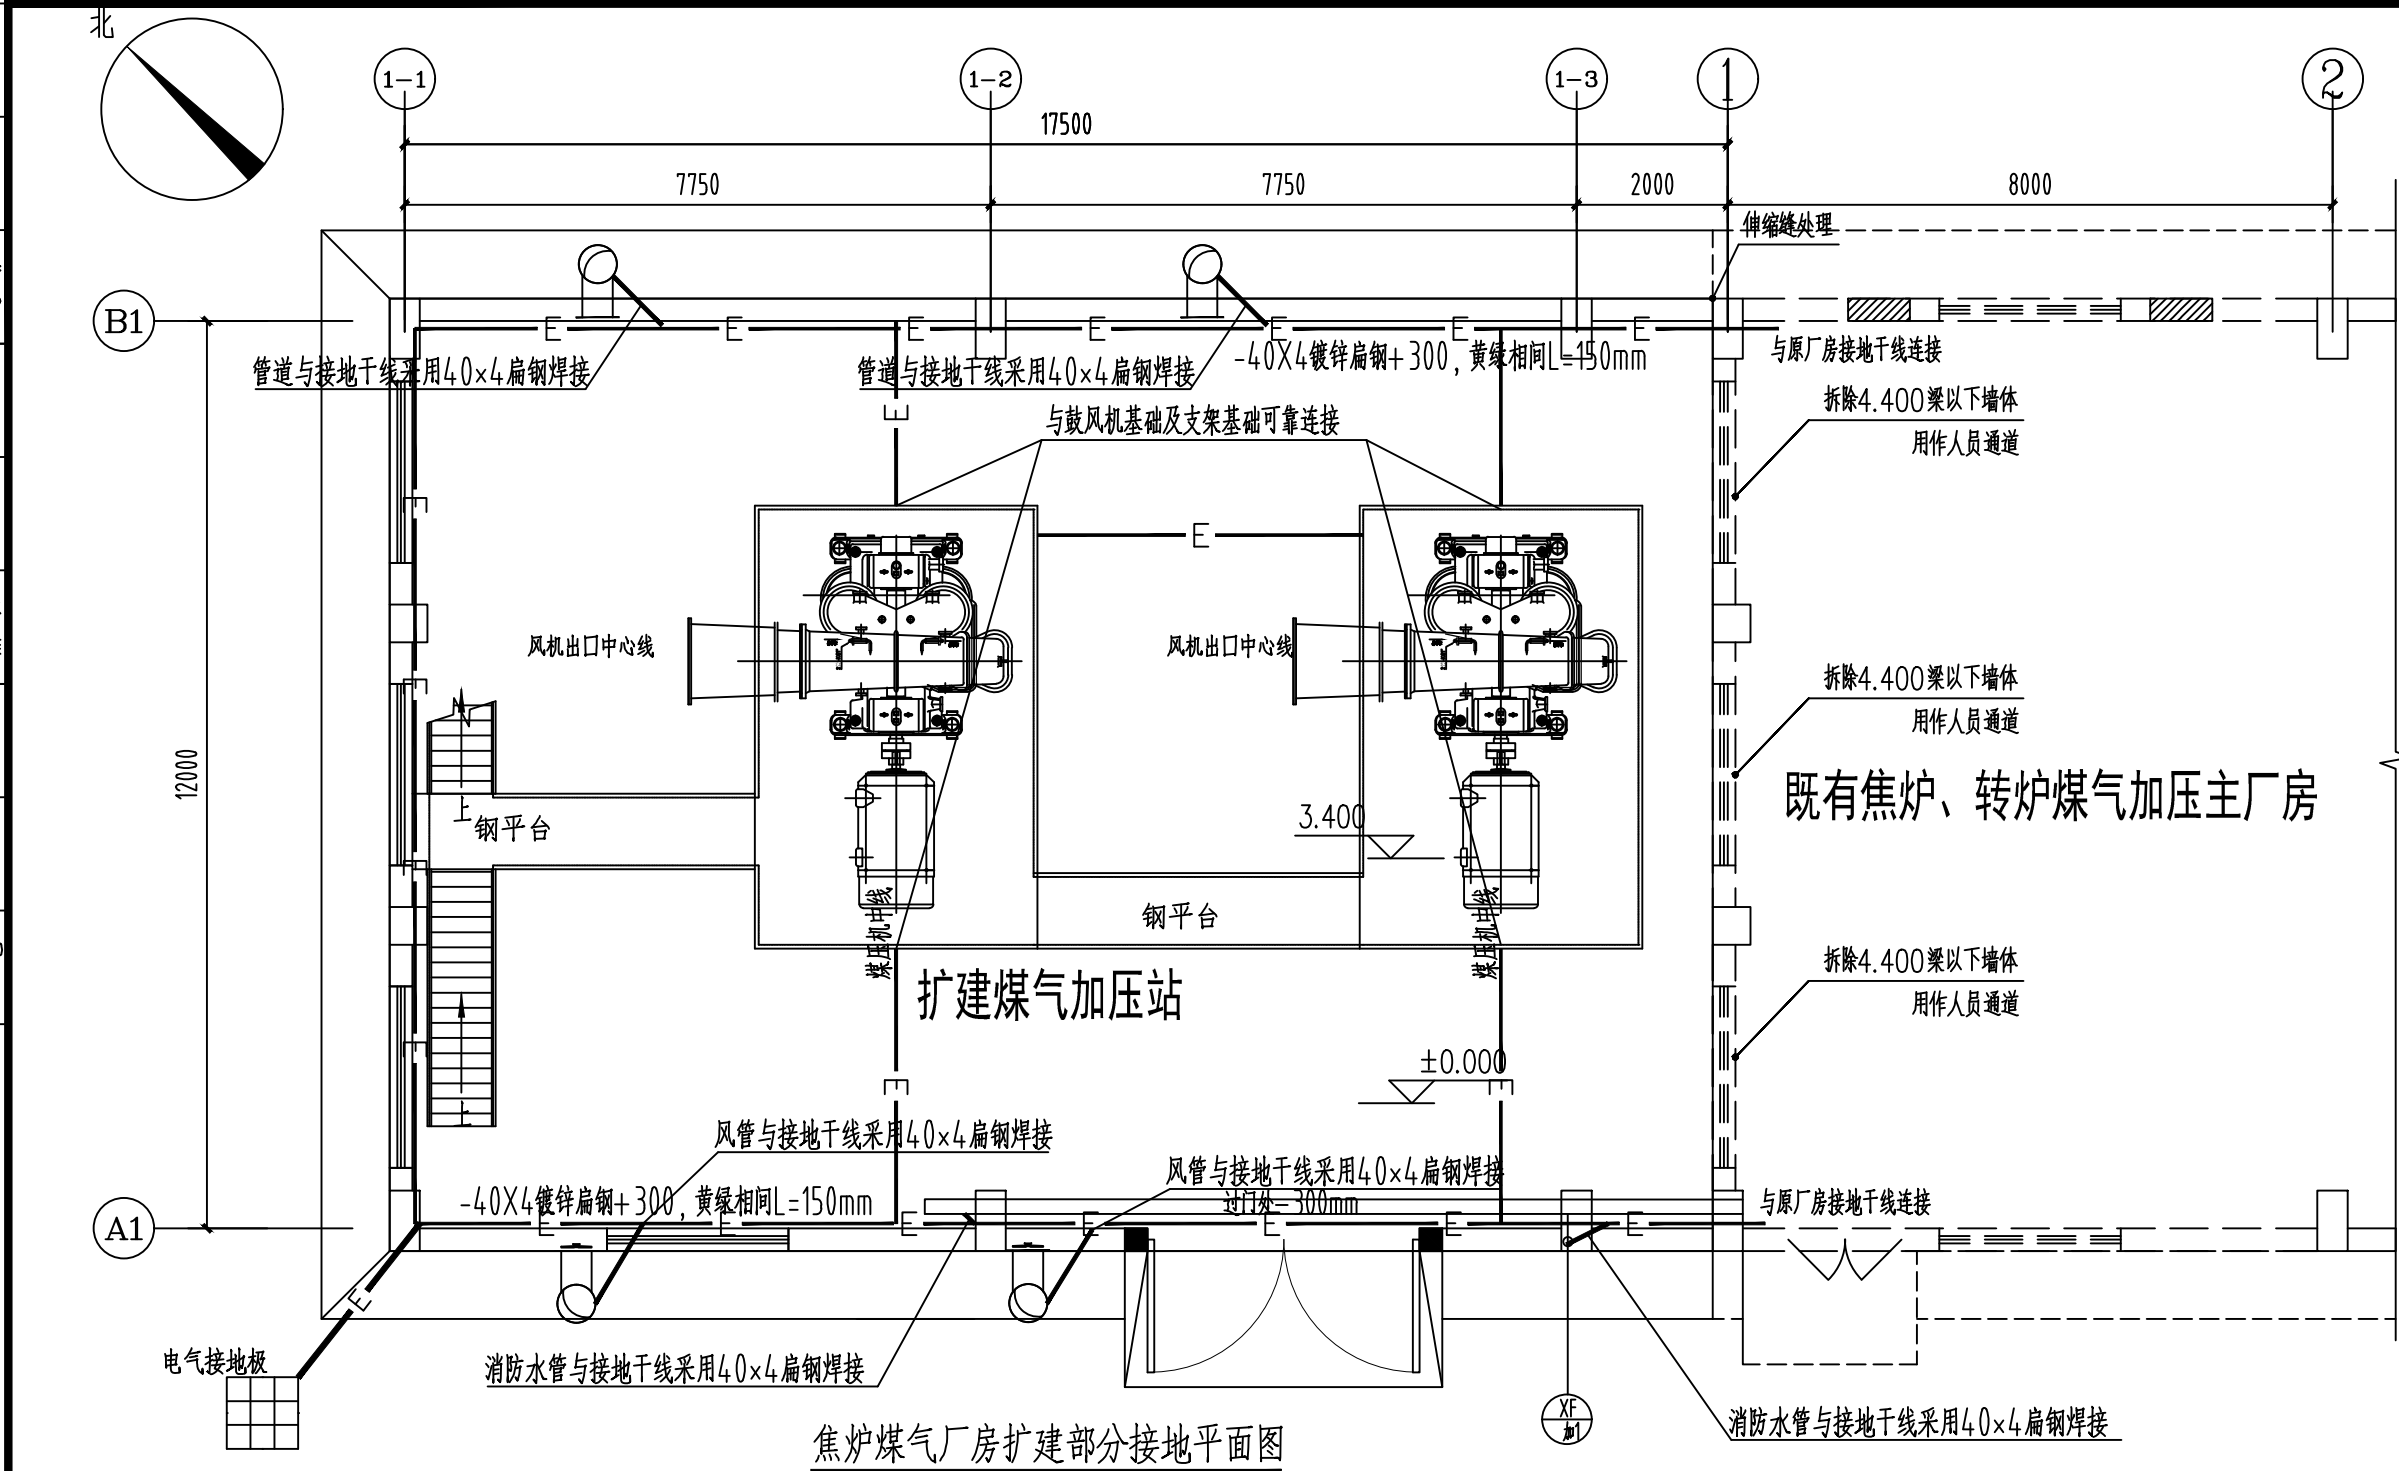 北
1-1
1-2
1-3
1
2
17500
7750
7750
2000
8000
伸缩缝处理
B1
E E E E E E E
管道与接地干线采用40×4扁钢焊接
管道与接地干线采用40×4扁钢焊接
-40X4镀锌扁钢+300,黄绿相间L=150mm
与原厂房接地干线连接
拆除4.400梁以下墙体
用作人员通道
与鼓风机基础及支架基础可靠连接
E
E
E
风机出口中心线
风机出口中心线
E
拆除4.400梁以下墙体
用作人员通道
12000
上
钢平台
3.400
既有焦炉、转炉煤气加压主厂房
E
煤压机中线
钢平台
煤压机中线
拆除4.400梁以下墙体
用作人员通道
扩建煤气加压站
±0.000
E
E
E
上
风管与接地干线采用40×4扁钢焊接
风管与接地干线采用40×4扁钢焊接
过门处-300mm
-40X4镀锌扁钢+300,黄绿相间L=150mm
与原厂房接地干线连接
A1
E E E E E E E
E
电气接地极
消防水管与接地干线采用40×4扁钢焊接
XF
加1
消防水管与接地干线采用40×4扁钢焊接
焦炉煤气厂房扩建部分接地平面图